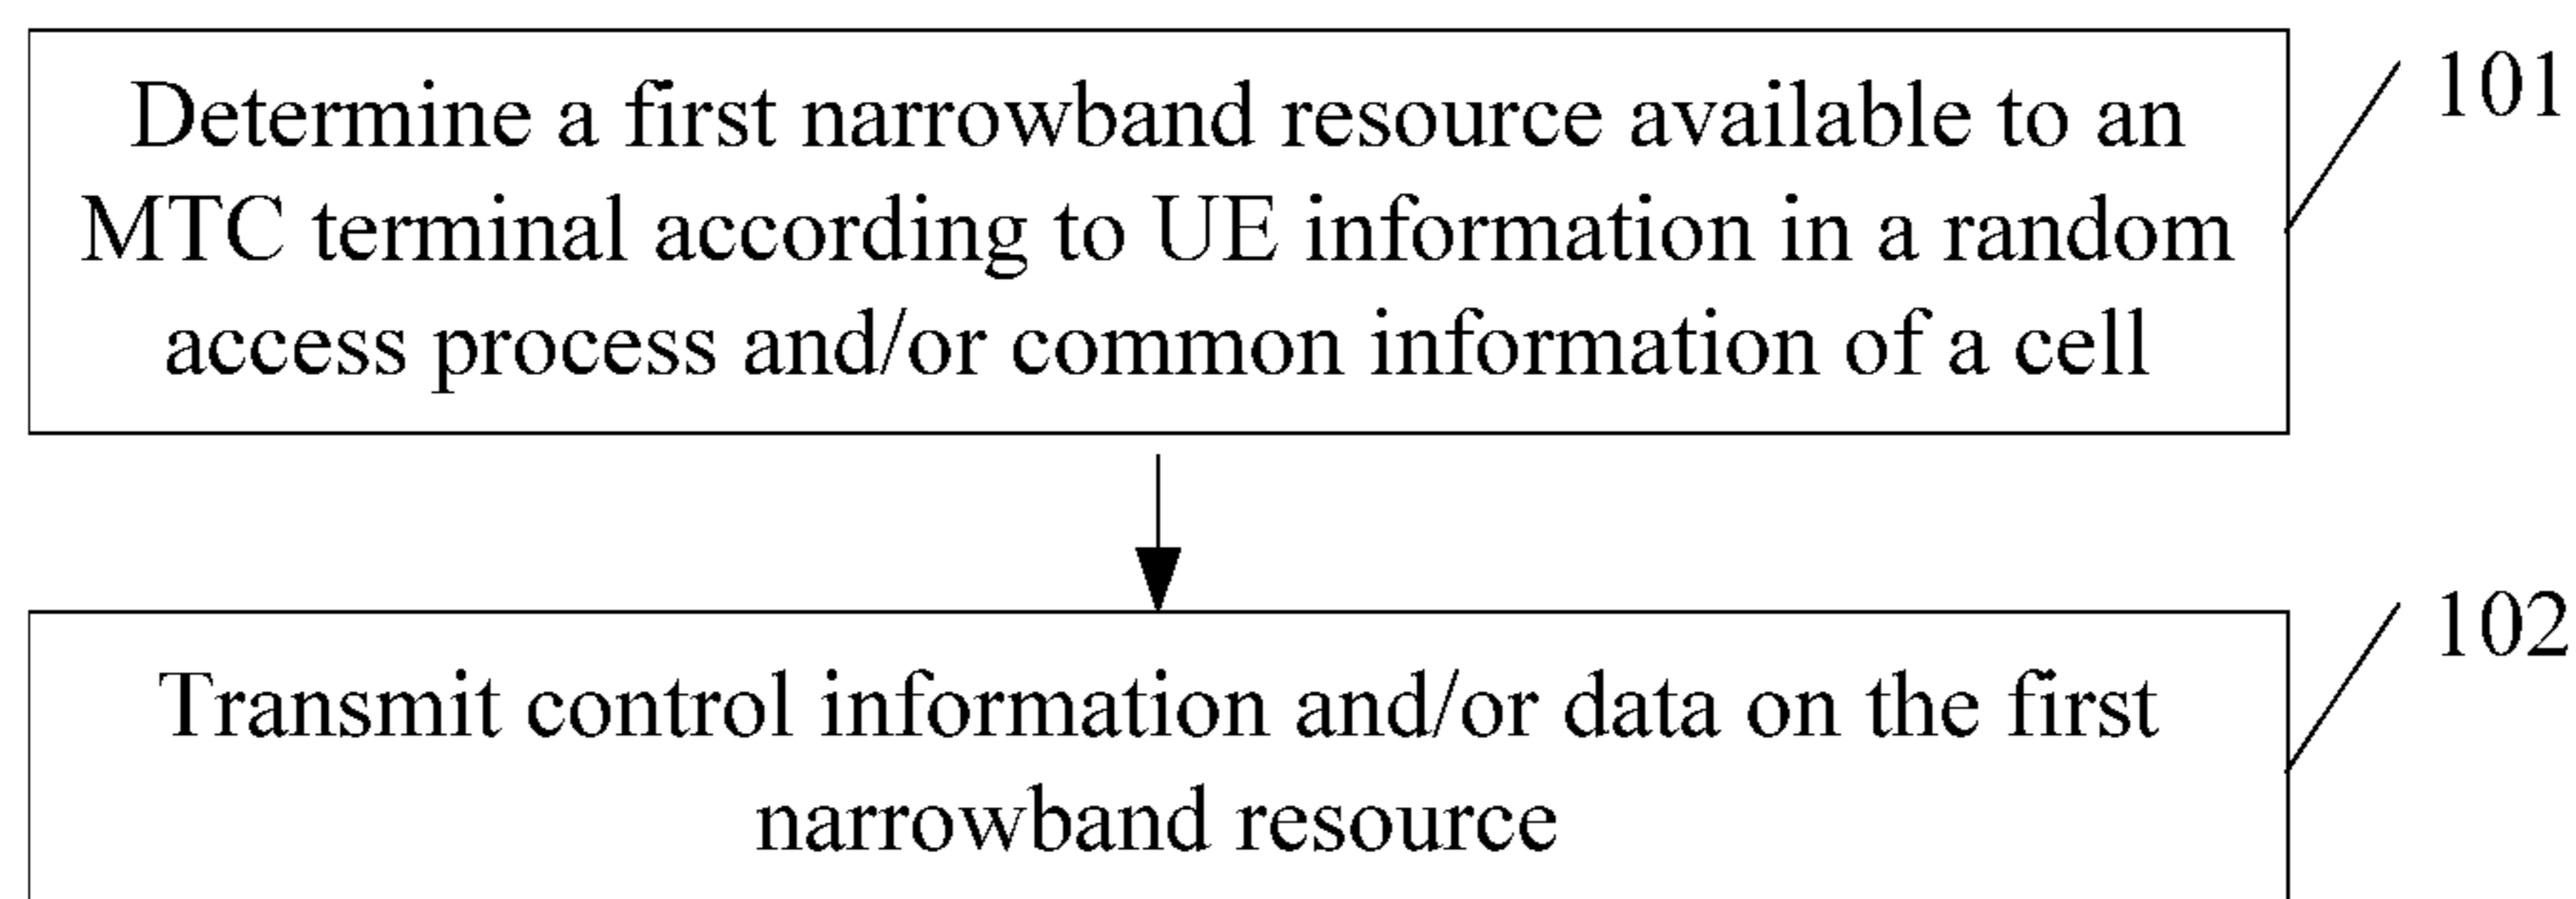 Determine a first narrowband resource available to an
MTC terminal according to UE information in a random
access process and/or common information of a cell
101
Transmit control information and/or data on the first
narrowband resource
102